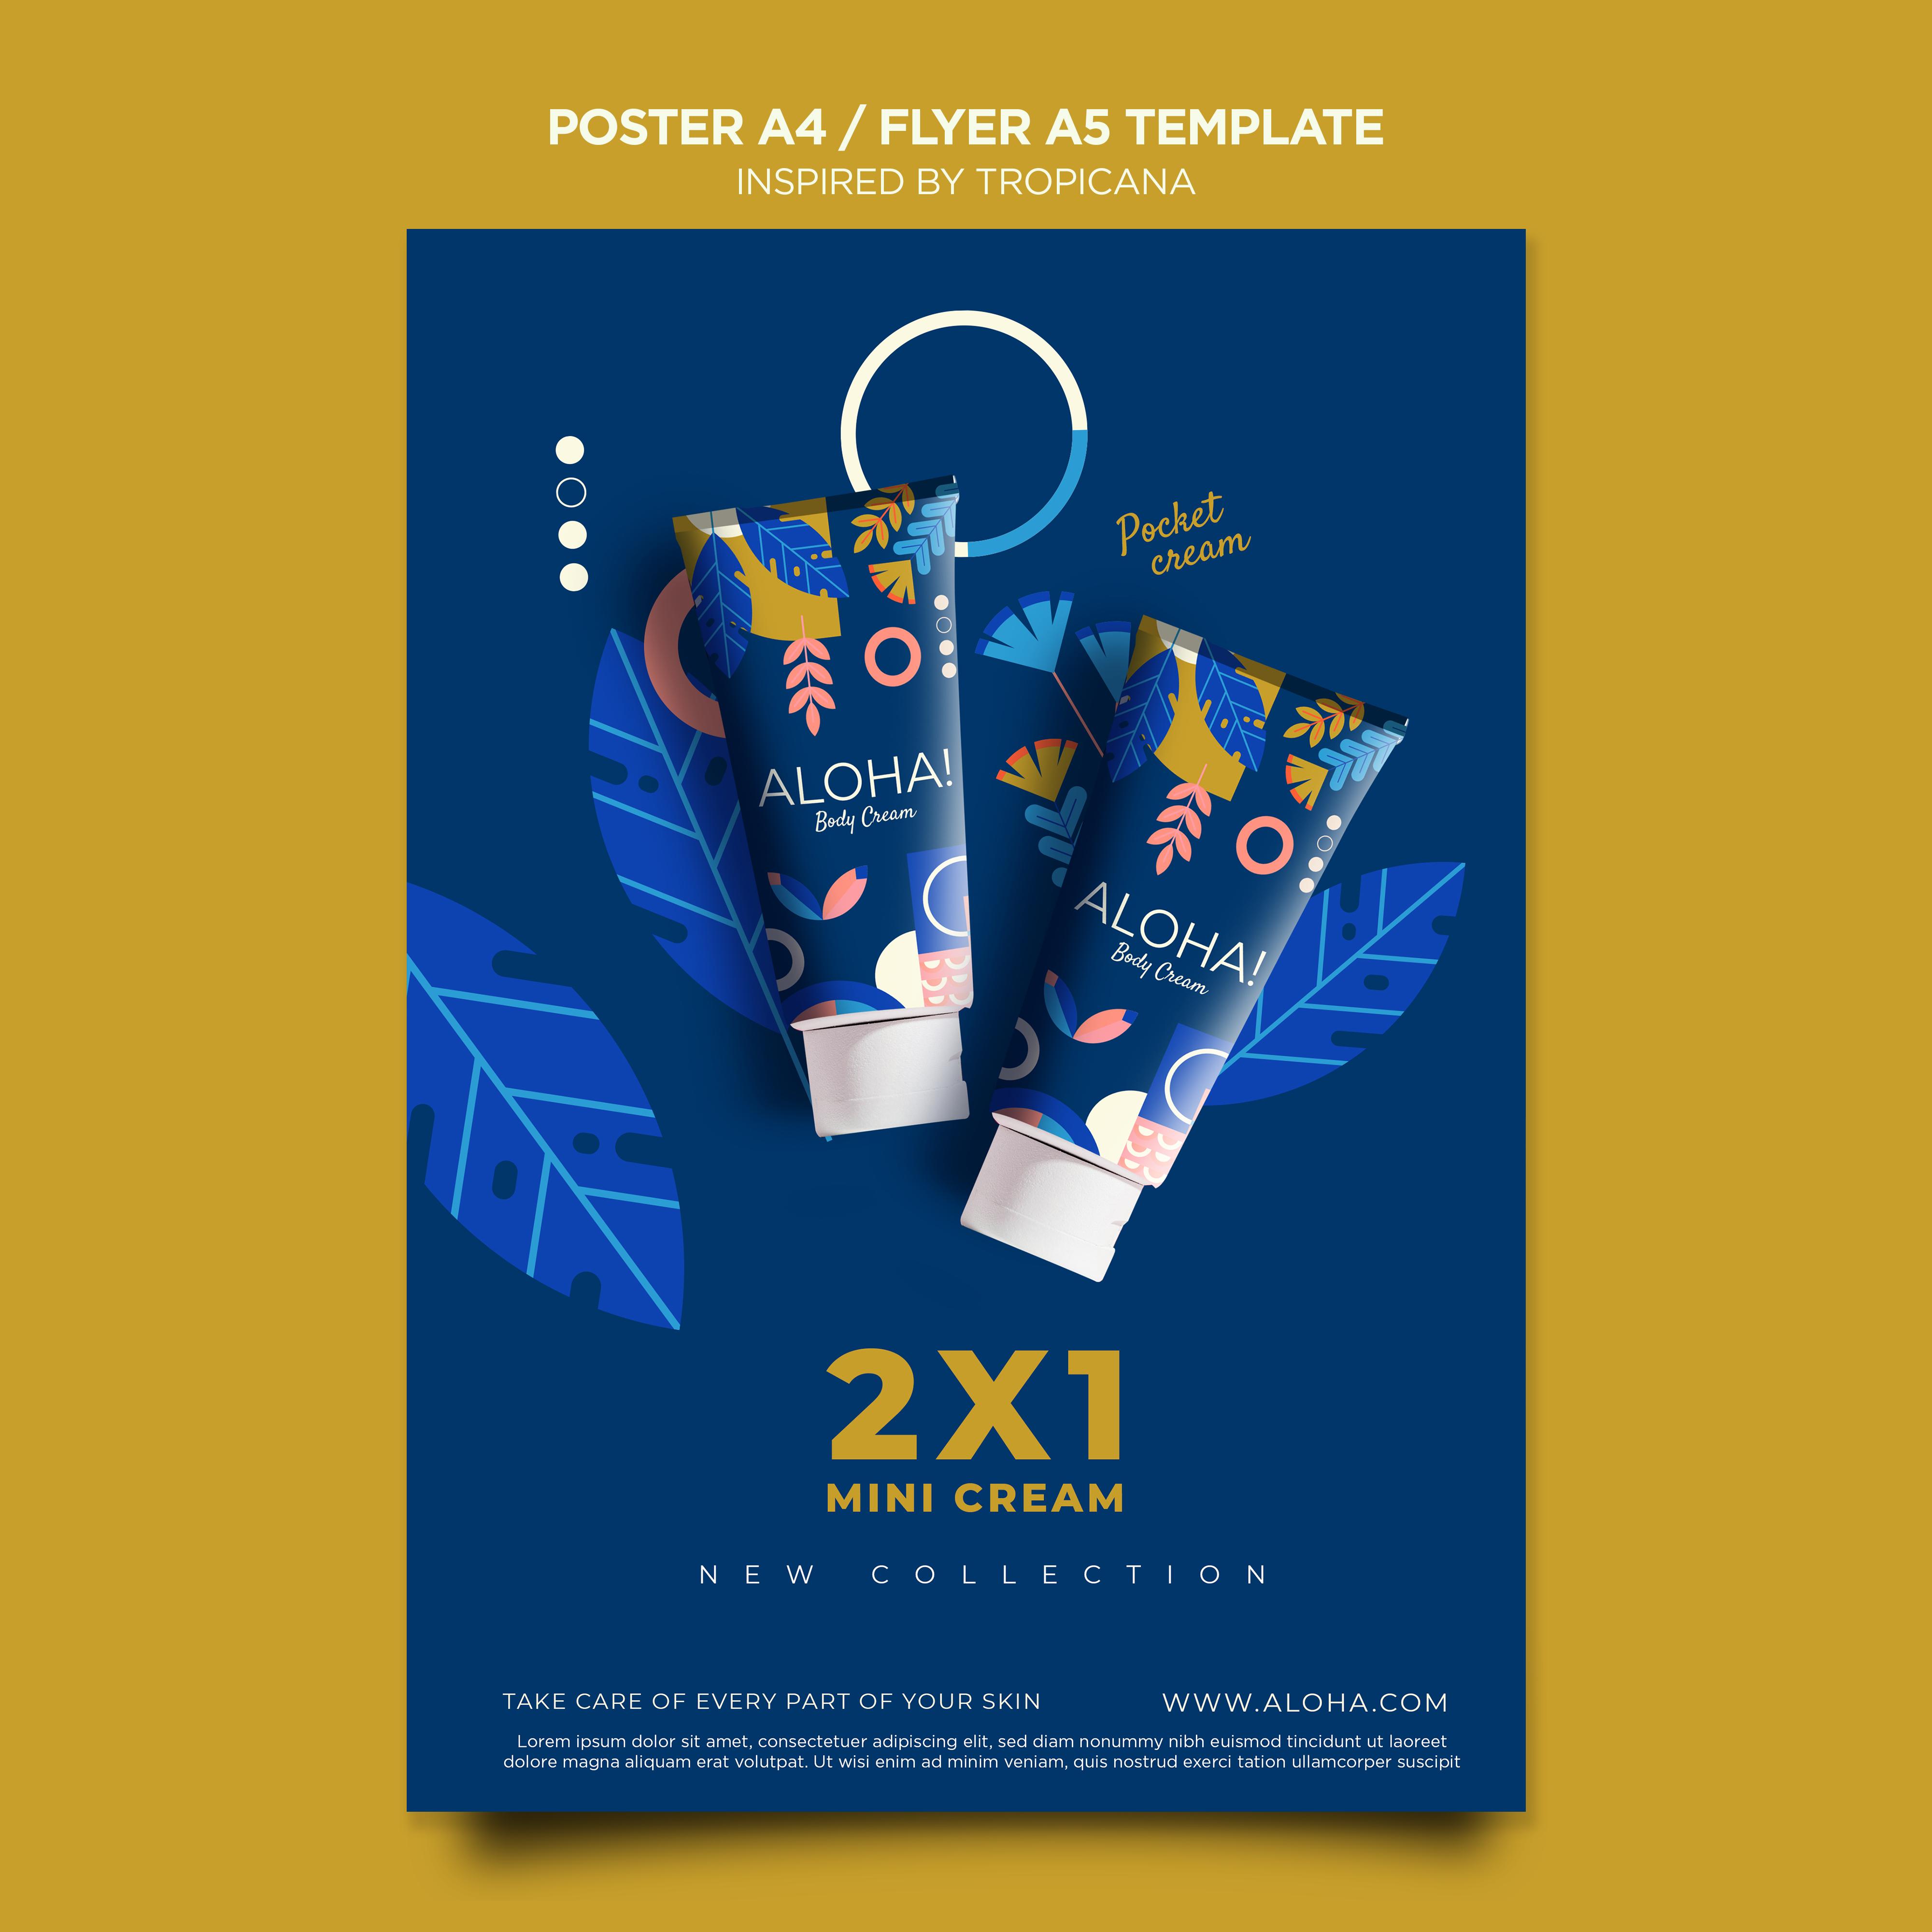 POSTER A4 / FLYER A5 TEMPLATE
INSPIRED BY TROPICANA
Pocket
cream
ALOHA!
Body Cream
ALOHA!
Body Cream
2X1
MINI CREAM
NEW COLLECTION
TAKE CARE OF EVERY PART OF YOUR SKIN
WWW.ALOHA.COM
Lorem ipsum dolor sit amet, consectetuer adipiscing elit, sed diam nonummy nibh euismod tincidunt ut laoreet
dolore magna aliquam erat volutpat. Ut wisi enim ad minim veniam, quis nostrud exerci tation ullamcorper suscipit